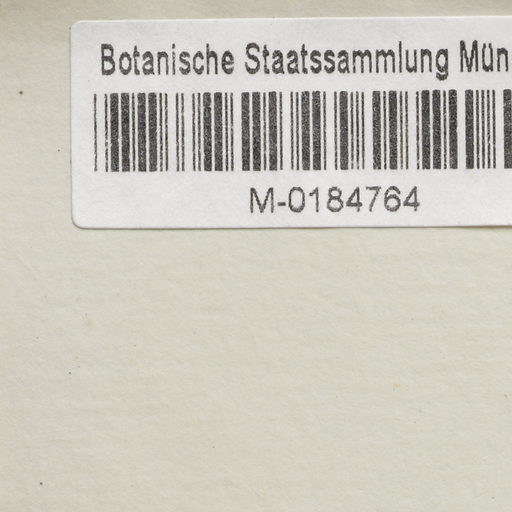 Botanische Staatssammlung Mün
M-0184764